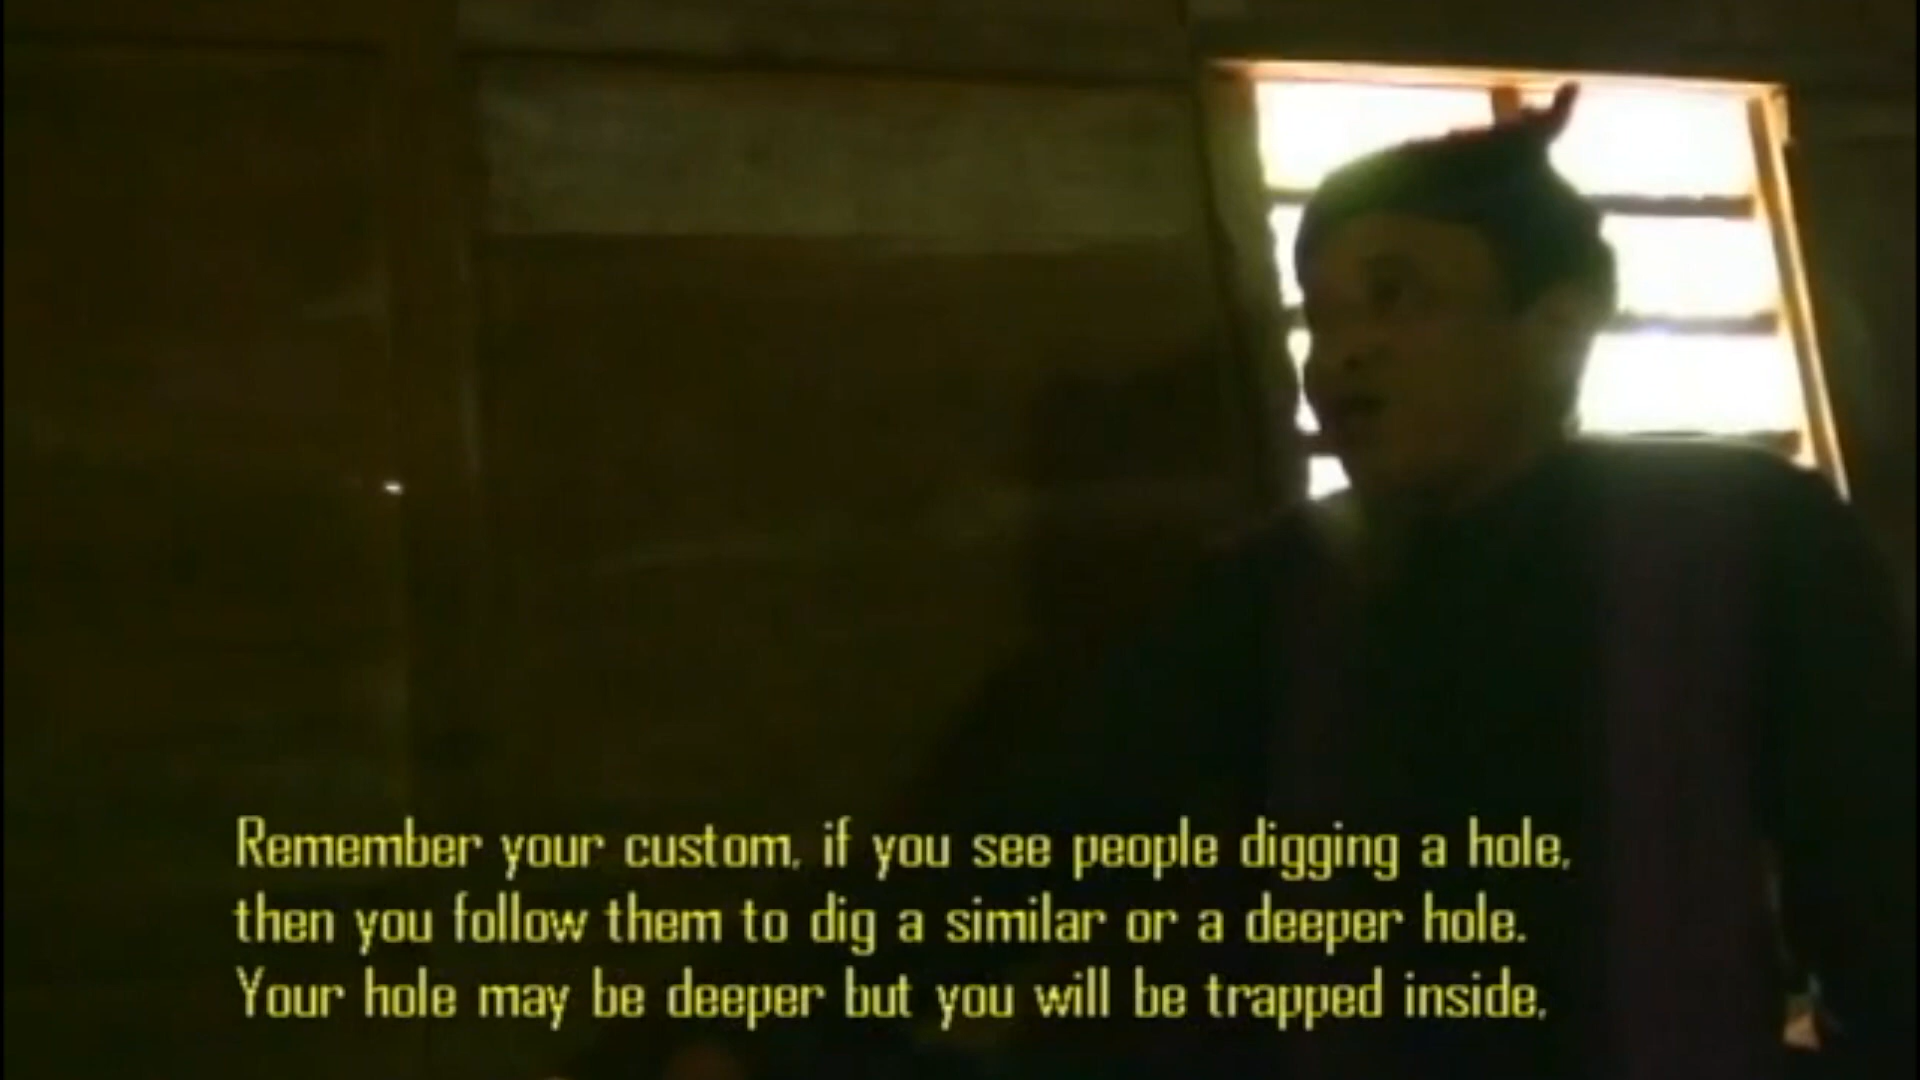 Remember your custom, if you see people digging a hole,
then you follow them to dig a similar or a deeper hole.
Your hole may be deeper but you will be trapped inside,